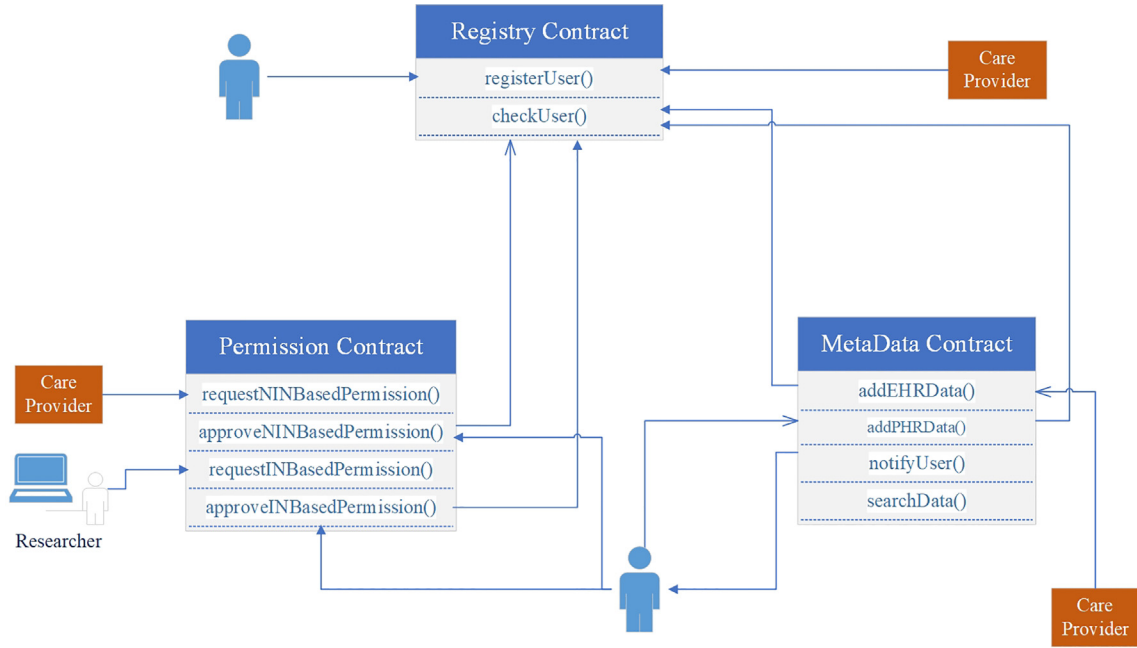 Registry Contract
registerUser()
checkUser()
Care
Provider
Permission Contract
requestNINBasedPermission()
approveNINBasedPermission()
requestINBasedPermission()
approveINBasedPermission()
Care
Provider
Researcher
MetaData Contract
addEHRData()
addPHRData()
notifyUser()
searchData()
Care
Provider